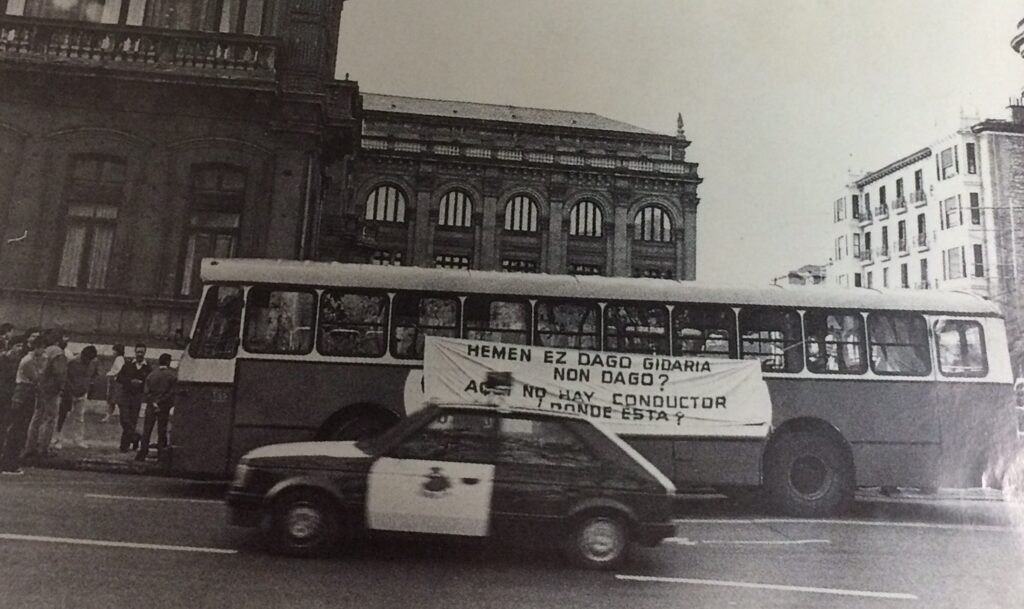 HEMEN EZ DAGO GIDARIA
NON DAGO?
AQUI NO HAY CONDUCTOR
¿DONDE ESTA?